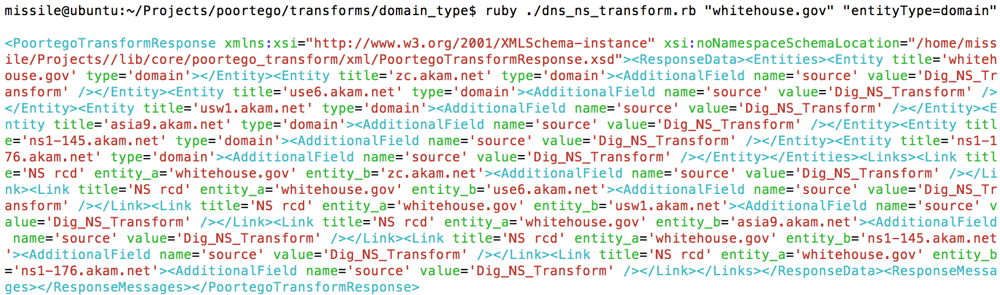 missile@ubuntu:~/Projects/poortego/transforms/domain_type$ ruby ./dns_ns_transform.rb "whitehouse.gov" "entityType=domain"
<PoortegoTransformResponse xmlns:xsi="http://www.w3.org/2001/XMLSchema-instance" xsi:noNamespaceSchemaLocation="/home/miss
ile/Projects//lib/core/poortego_transform/xml/PoortegoTransformResponse.xsd"><ResponseData><Entities><Entity title='whiteh
ouse.gov' type='domain'></Entity><Entity title='zc.akam.net' type='domain'><AdditionalField name='source' value='Dig_NS_Tr
ansform' /></Entity><Entity title='use6.akam.net' type='domain'><AdditionalField name='source' value='Dig_NS_Transform' />
</Entity><Entity title='usw1.akam.net' type='domain'><AdditionalField name='source' value='Dig_NS_Transform' /></Entity><E
ntity title='asia9.akam.net' type='domain'><AdditionalField name='source' value='Dig_NS_Transform' /></Entity><Entity titl
e='ns1-145.akam.net' type='domain'><AdditionalField name='source' value='Dig_NS_Transform' /></Entity><Entity title='ns1-1
76.akam.net' type='domain'><AdditionalField name='source' value='Dig_NS_Transform' /></Entity></Entities><Links><Link titl
e='NS rcd' entity_a='whitehouse.gov' entity_b='zc.akam.net'><AdditionalField name='source' value='Dig_NS_Transform' /></Li
nk><Link title='NS rcd' entity_a='whitehouse.gov' entity_b='use6.akam.net'><AdditionalField name='source' value='Dig_NS_Tr
ansform' /></Link><Link title='NS rcd' entity_a='whitehouse.gov' entity_b='usw1.akam.net'><AdditionalField name='source' v
alue='Dig_NS_Transform' /></Link><Link title='NS rcd' entity_a='whitehouse.gov' entity_b='asia9.akam.net'><AdditionalField
 name='source' value='Dig_NS_Transform' /></Link><Link title='NS rcd' entity_a='whitehouse.gov' entity_b='ns1-145.akam.net
'><AdditionalField name='source' value='Dig_NS_Transform' /></Link><Link title='NS rcd' entity_a='whitehouse.gov' entity_b
='ns1-176.akam.net'><AdditionalField name='source' value='Dig_NS_Transform' /></Link></Links></ResponseData><ResponseMessa
ges></ResponseMessages></PoortegoTransformResponse>